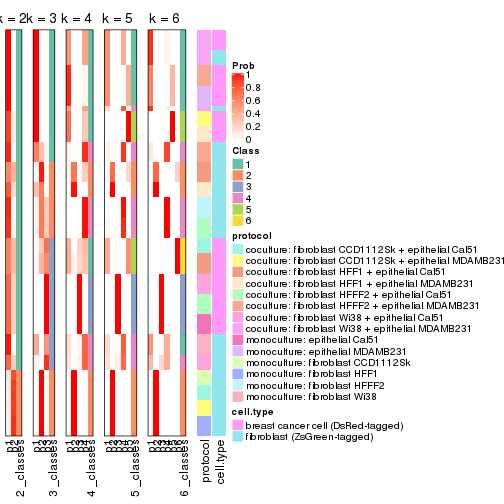 k = 2 k = 3 k = 4 k = 5 k = 6
Prob
1
0.8
0.6
0.4
0.2
0
Class
1
2
3
4
5
6
protocol
coculture: fibroblast CCD1112Sk + epithelial Cal51
coculture: fibroblast CCD1112Sk + epithelial MDAMB231
coculture: fibroblast HFF1 + epithelial Cal51
coculture: fibroblast HFF1 + epithelial MDAMB231
coculture: fibroblast HFFF2 + epithelial Cal51
coculture: fibroblast HFFF2 + epithelial MDAMB231
coculture: fibroblast Wi38 + epithelial Cal51
coculture: fibroblast Wi38 + epithelial MDAMB231
monoculture: epithelial Cal51
monoculture: epithelial MDAMB231
monoculture: fibroblast CCD1112Sk
monoculture: fibroblast HFF1
monoculture: fibroblast HFFF2
monoculture: fibroblast Wi38
cell.type
breast cancer cell (DsRed-tagged)
fibroblast (ZsGreen-tagged)
2_classes
3_classes
4_classes
5_classes
6_classes
protocol
cell.type